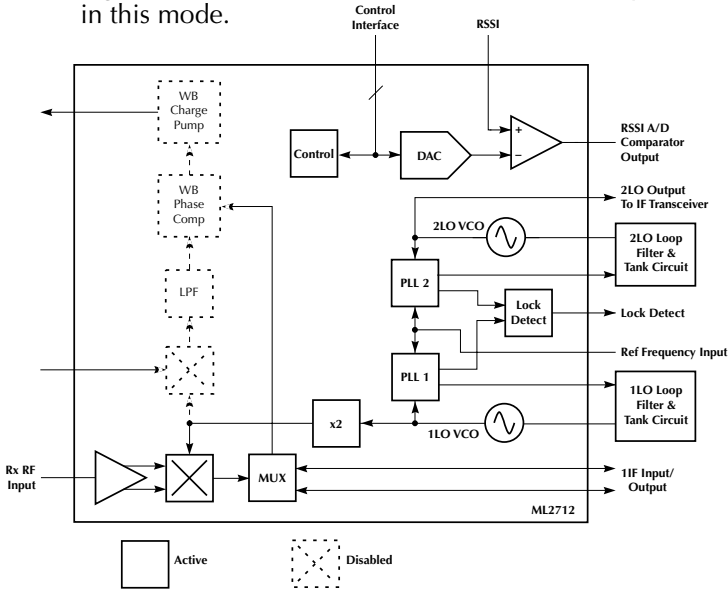 in this mode.
Control
Interface
RSSI
WB
Charge
Pump
Control
DAC
+
−
RSSI A/D
Comparator
Output
WB
Phase
Comp
2LO Output
To IF Transceiver
2LO VCO
2LO Loop
Filter &
Tank Circuit
PLL 2
LPF
Lock
Detect
Lock Detect
Ref Frequency Input
PLL 1
1LO Loop
Filter &
Tank Circuit
x2
1LO VCO
Rx RF
Input
MUX
1IF Input/
Output
ML2712
Active
Disabled